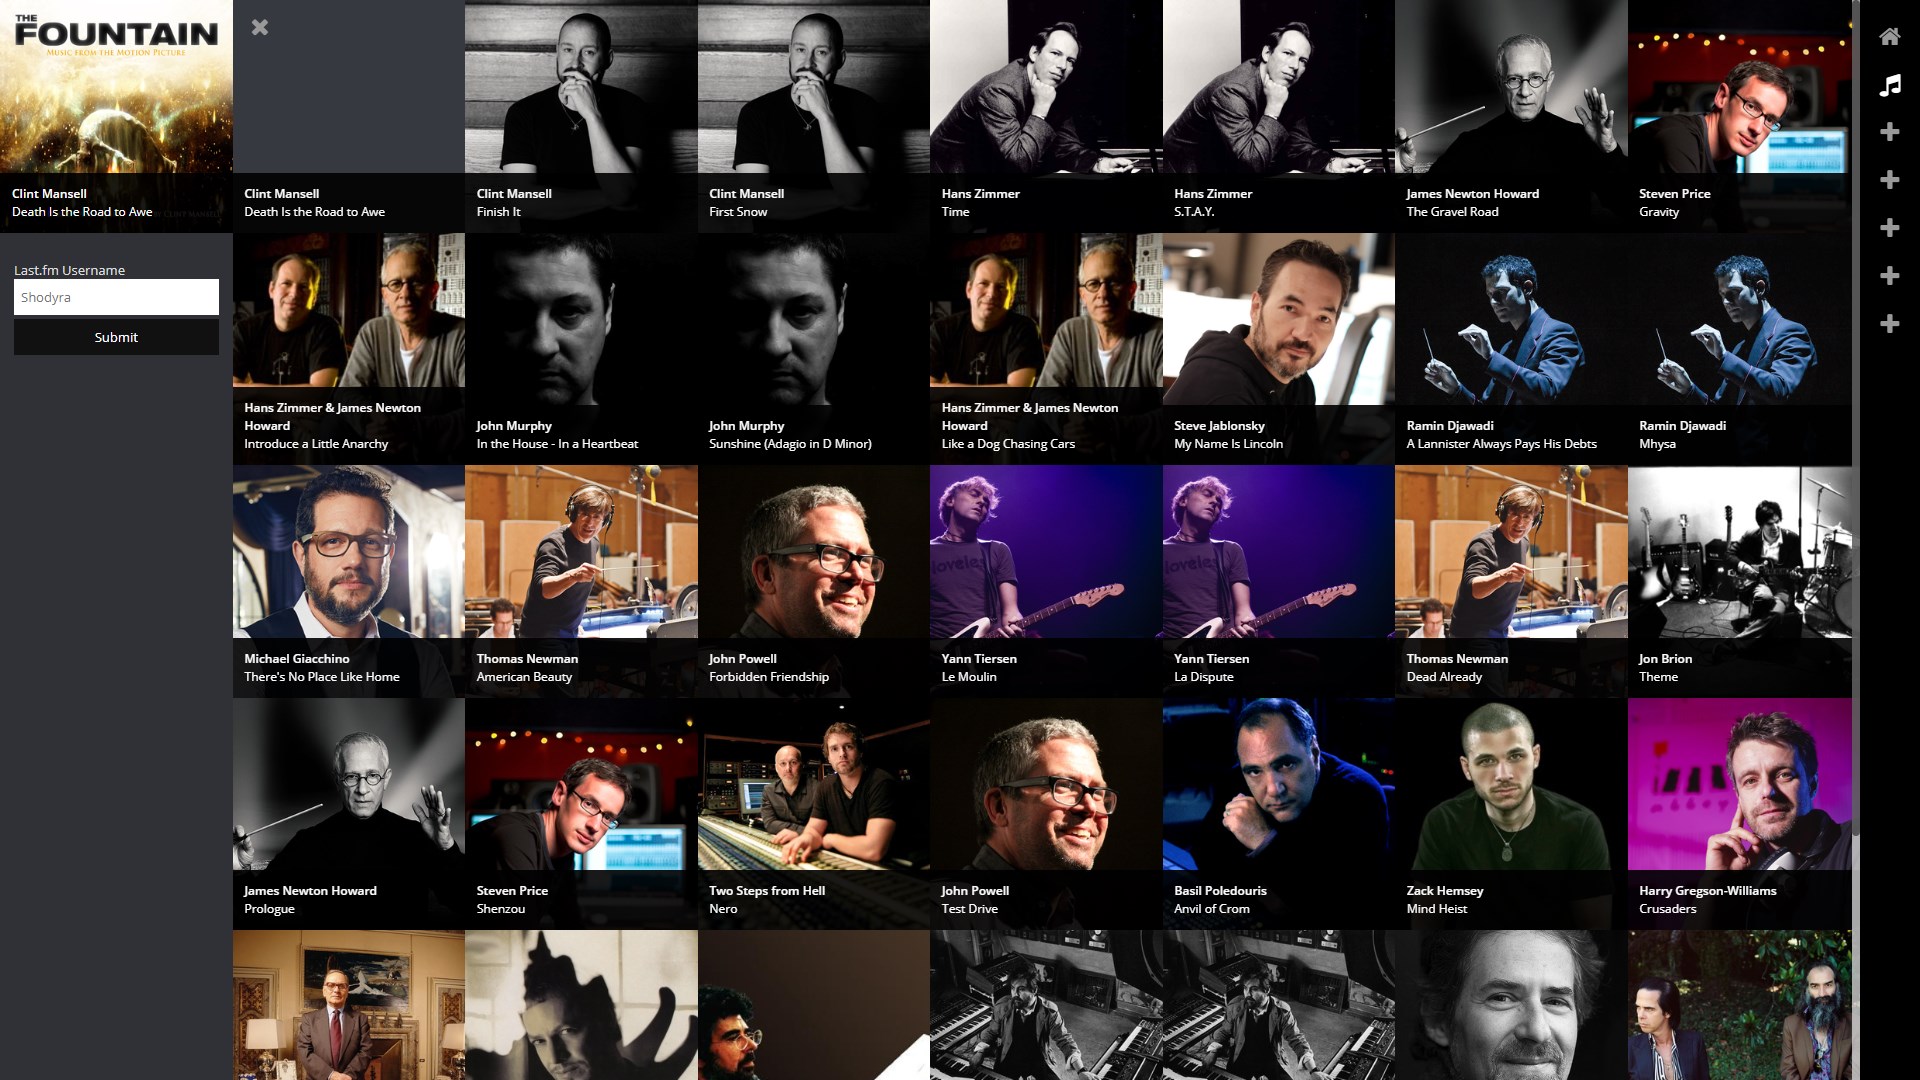 THE
FOUNTAIN
MUSIC FROM THE MOTION PICTURE
Clint Mansell
Death Is the Road to Awe
Last.fm Username
Shodyra
Submit
Clint Mansell
Death Is the Road to Awe
Clint Mansell
Finish It
Clint Mansell
First Snow
Hans Zimmer
Time
Hans Zimmer
S.T.A.Y.
James Newton Howard
The Gravel Road
Steven Price
Gravity
Hans Zimmer & James Newton
Howard
Introduce a Little Anarchy
John Murphy
In the House - In a Heartbeat
John Murphy
Sunshine (Adagio in D Minor)
Hans Zimmer & James Newton
Howard
Like a Dog Chasing Cars
Steve Jablonsky
My Name Is Lincoln
Ramin Djawadi
A Lannister Always Pays His Debts
Ramin Djawadi
Mhysa
Michael Giacchino
There's No Place Like Home
Thomas Newman
American Beauty
John Powell
Forbidden Friendship
Yann Tiersen
Le Moulin
Yann Tiersen
La Dispute
Thomas Newman
Dead Already
Jon Brion
Theme
James Newton Howard
Prologue
Steven Price
Shenzou
Two Steps from Hell
Nero
John Powell
Test Drive
Basil Poledouris
Anvil of Crom
Zack Hemsey
Mind Heist
Harry Gregson-Williams
Crusaders